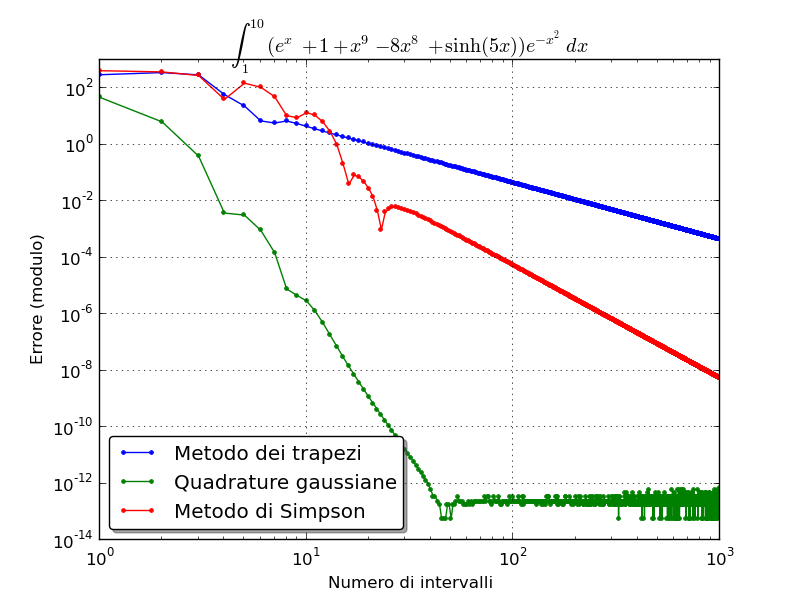 ∫₁¹⁰ (eˣ + 1 + x⁹ − 8x⁸ + sinh(5x))e^{−x²} dx
Errore (modulo)
10²
10⁰
10⁻²
10⁻⁴
10⁻⁶
10⁻⁸
10⁻¹⁰
10⁻¹²
10⁻¹⁴
Metodo dei trapezi
Quadrature gaussiane
Metodo di Simpson
10⁰ 10¹ 10² 10³
Numero di intervalli